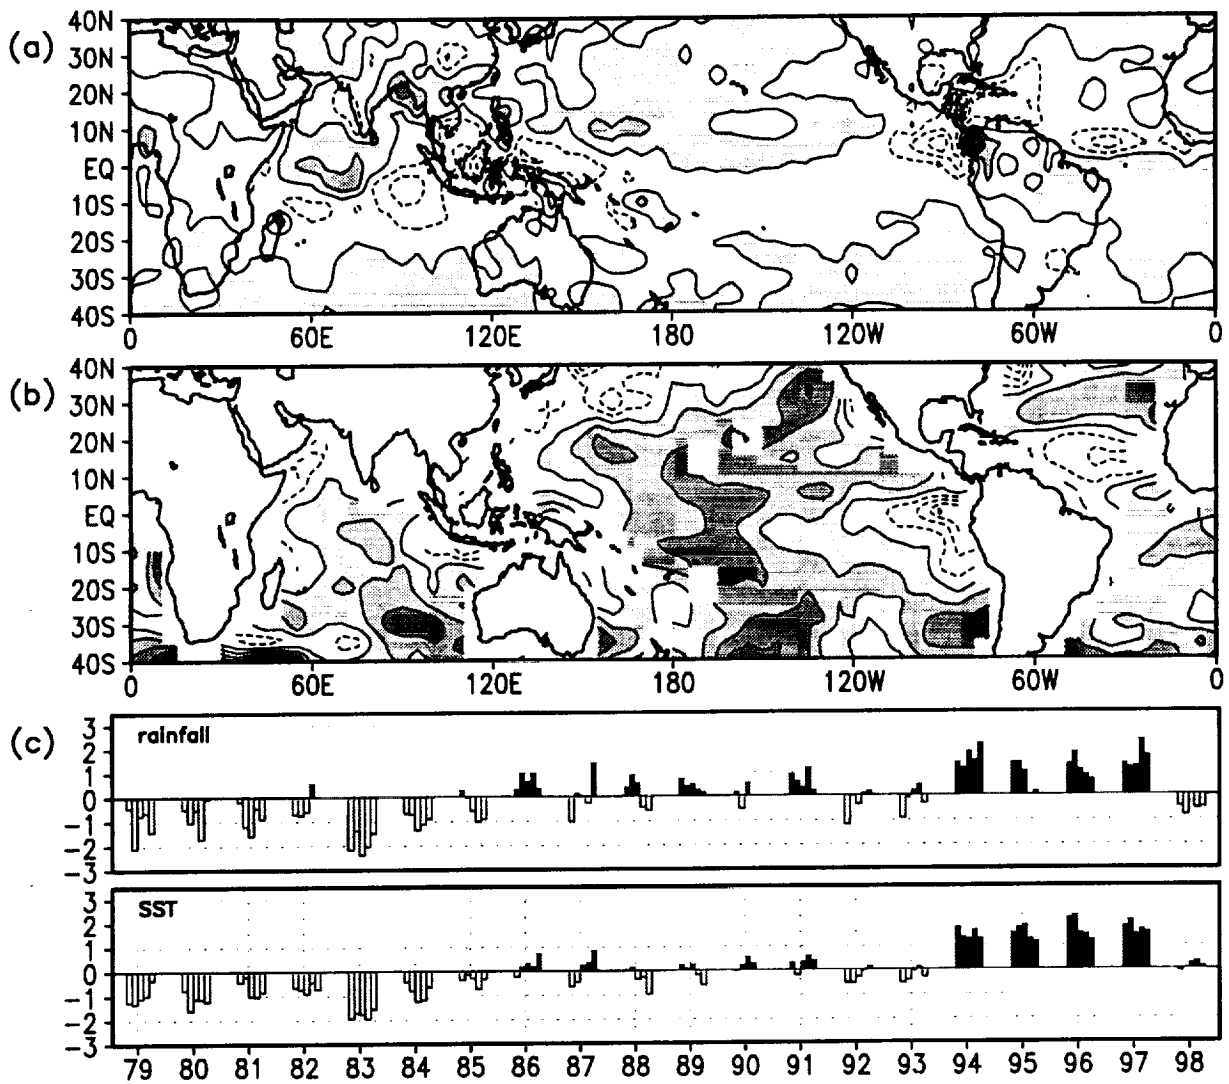 (a)
40N
30N
20N
10N
EQ
10S
20S
30S
40S
0 60E 120E 180 120W 60W 0
(b)
40N
30N
20N
10N
EQ
10S
20S
30S
40S
0 60E 120E 180 120W 60W 0
(c)
rainfall
3
2
1
0
-1
-2
-3
SST
3
2
1
0
-1
-2
-3
79 80 81 82 83 84 85 86 87 88 89 90 91 92 93 94 95 96 97 98